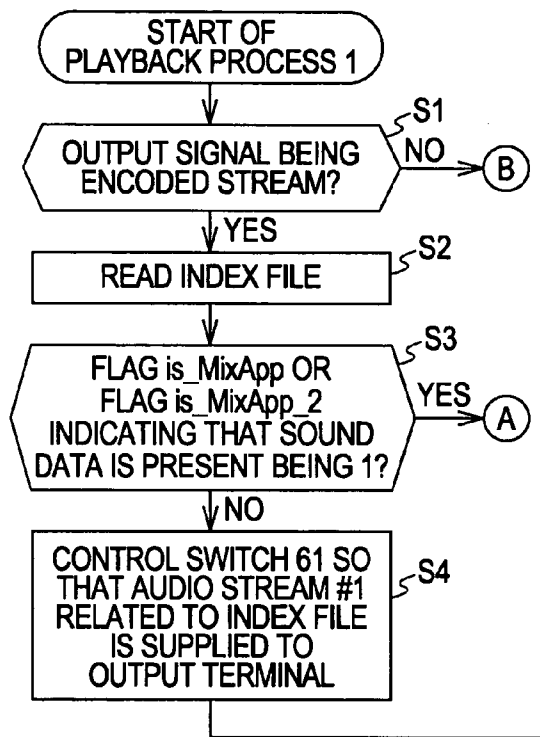 START OF
PLAYBACK PROCESS 1
S1
OUTPUT SIGNAL BEING
ENCODED STREAM?
NO
B
YES
S2
READ INDEX FILE
S3
FLAG is_MixApp OR
FLAG is_MixApp_2
INDICATING THAT SOUND
DATA IS PRESENT BEING 1?
YES
A
NO
S4
CONTROL SWITCH 61 SO
THAT AUDIO STREAM #1
RELATED TO INDEX FILE
IS SUPPLIED TO
OUTPUT TERMINAL